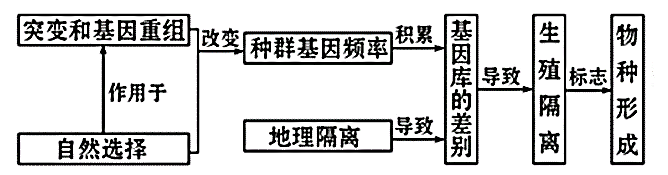 突变和基因重组
改变
种群基因频率
积累
基因库的差别
导致
生殖隔离
标志
物种形成
作用于
自然选择
地理隔离
导致